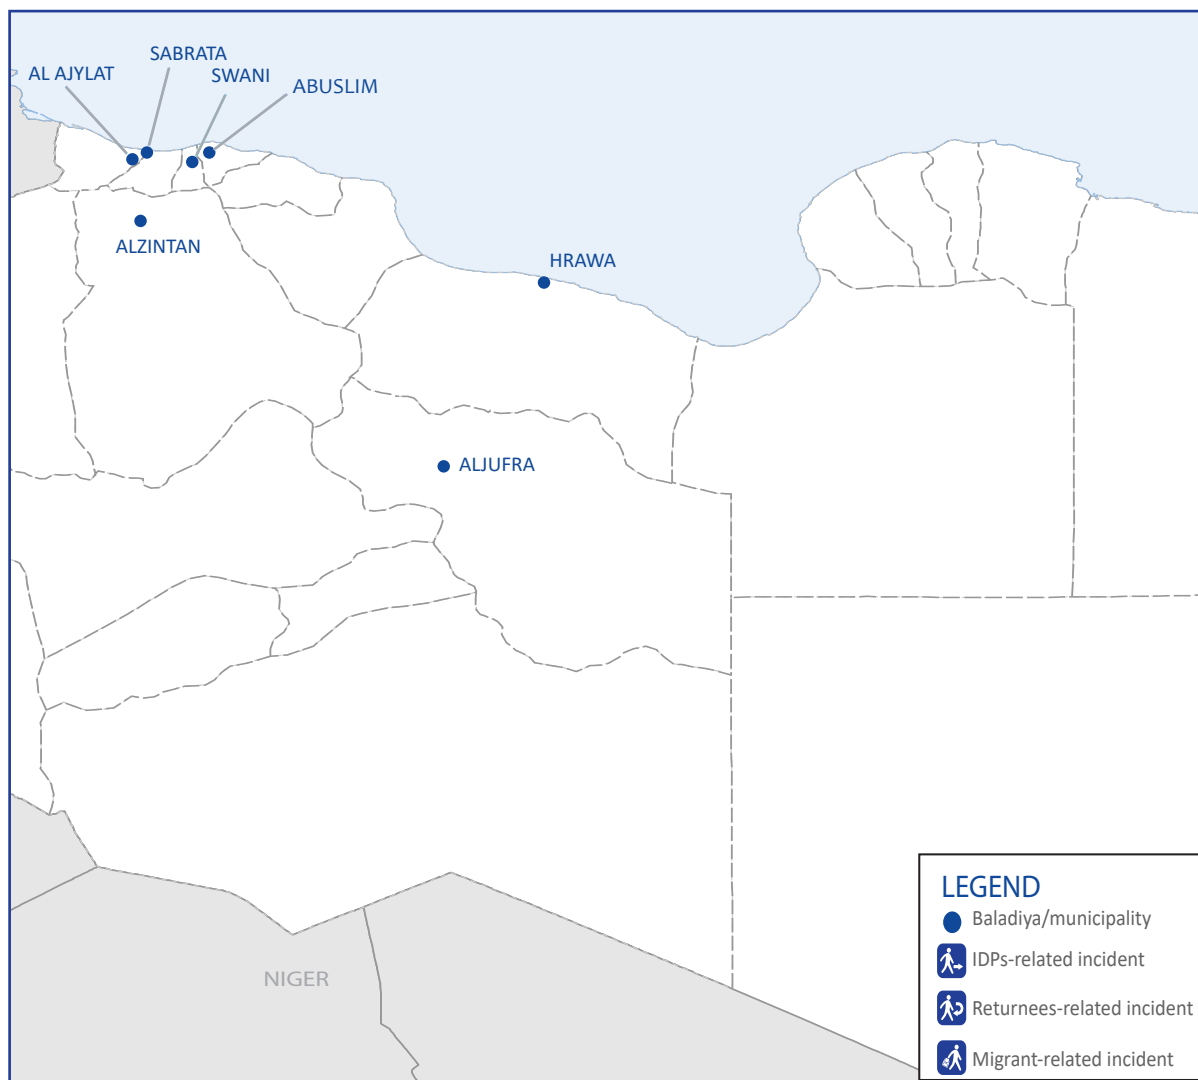 SABRATA
AL AJYLAT
SWANI
ABUSLIM
ALZINTAN
HRAWA
ALJUFRA
NIGER
LEGEND
Baladiya/municipality
IDPs-related incident
Returnees-related incident
Migrant-related incident